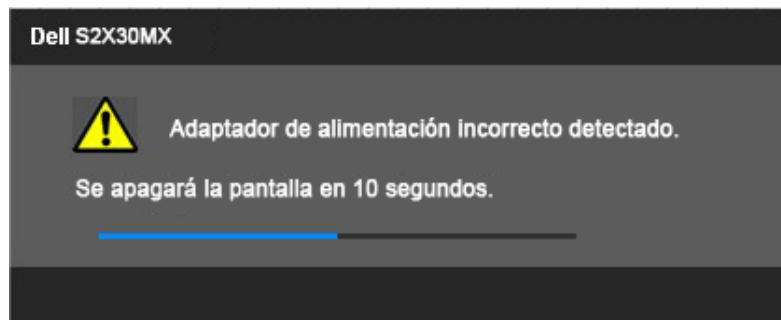 Dell S2X30MX
Adaptador de alimentación incorrecto detectado.
Se apagará la pantalla en 10 segundos.